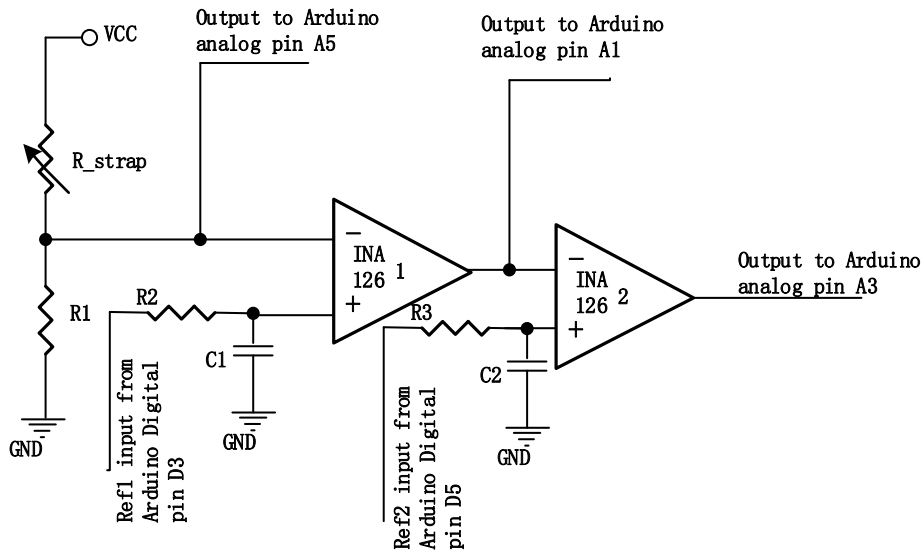 Output to Arduino
analog pin A5
Output to Arduino
analog pin A1
VCC
R_strap
INA
126 1
INA
126 2
Output to Arduino
analog pin A3
R1
R2
R3
C1
C2
GND
GND
GND
Ref1 input from
Arduino Digital
pin D3
Ref2 input from
Arduino Digital
pin D5
−
+
−
+